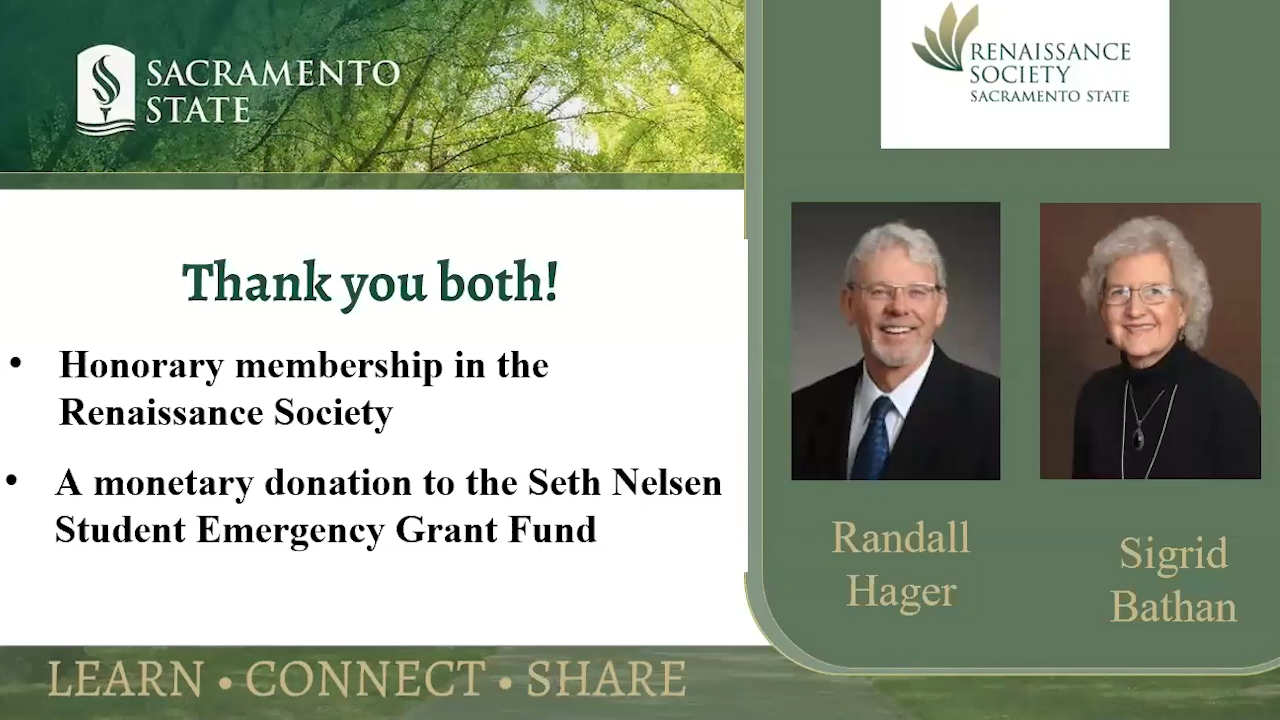 SACRAMENTO
STATE
RENAISSANCE
SOCIETY
SACRAMENTO STATE
Thank you both!
• Honorary membership in the
Renaissance Society
• A monetary donation to the Seth Nelsen
Student Emergency Grant Fund
Randall
Hager
Sigrid
Bathan
LEARN • CONNECT • SHARE